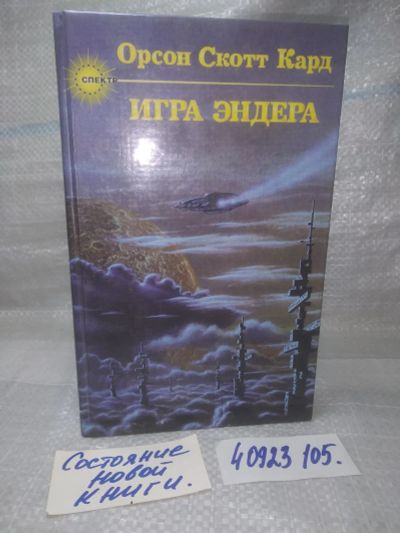 Орсон Скотт Кард
СПЕКТР
ИГРА ЭНДЕРА
Состояние
новой
книги.
40923 105.